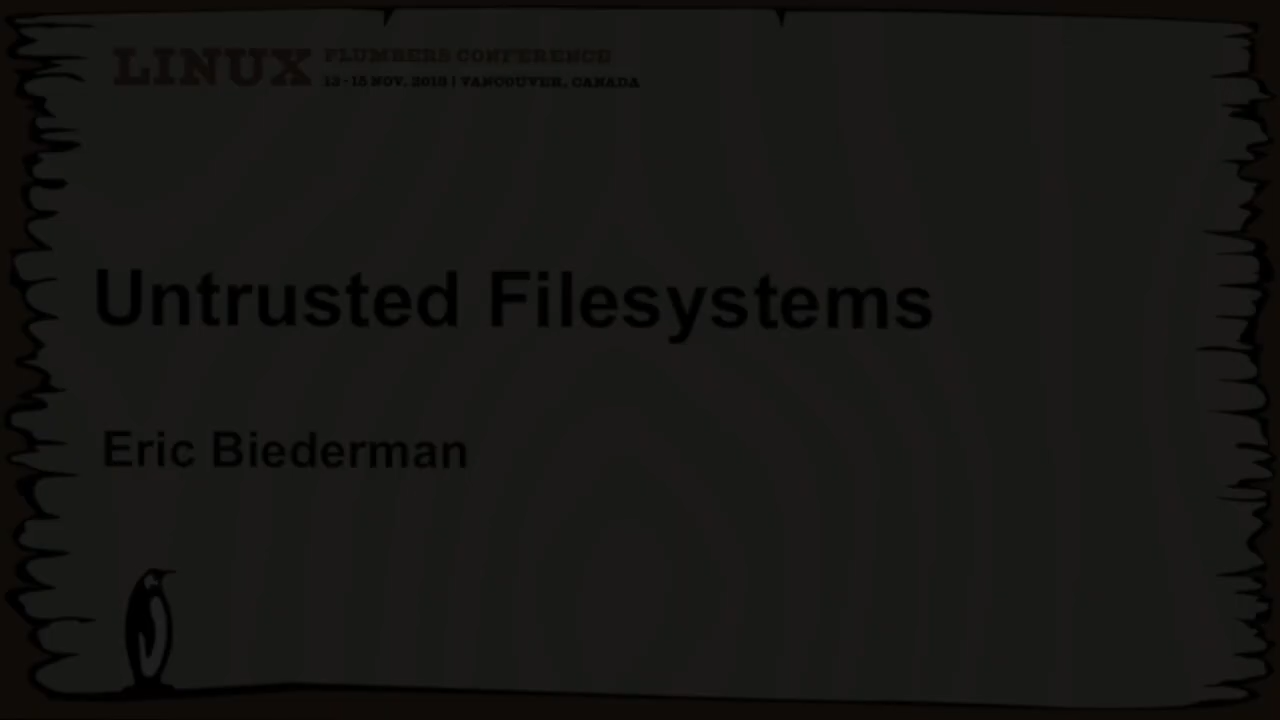 LINUX PLUMBERS CONFERENCE
13-15 NOV, 2018 | VANCOUVER, CANADA
Untrusted Filesystems
Eric Biederman